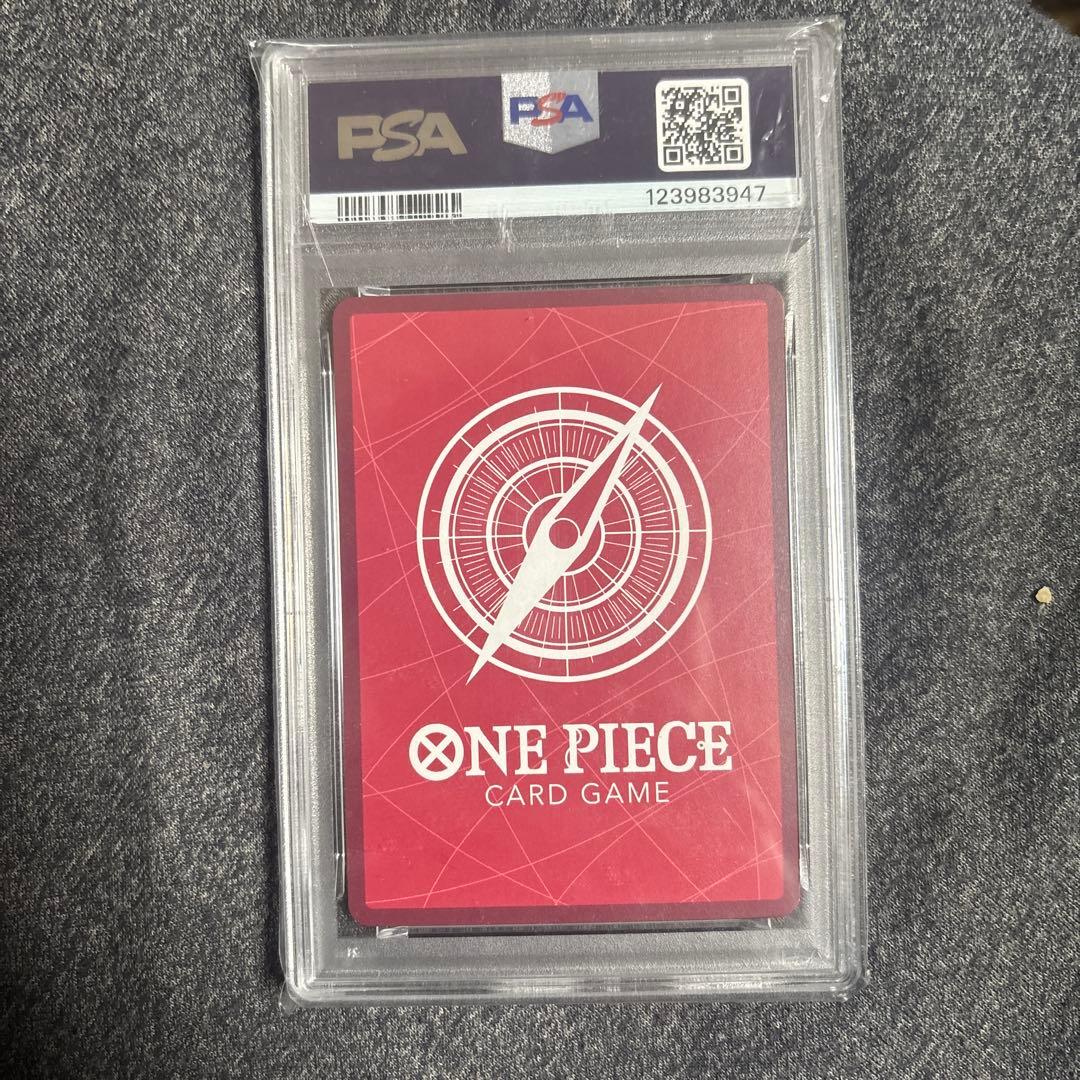 PSA
PSA
123983947
ONE PIECE
CARD GAME